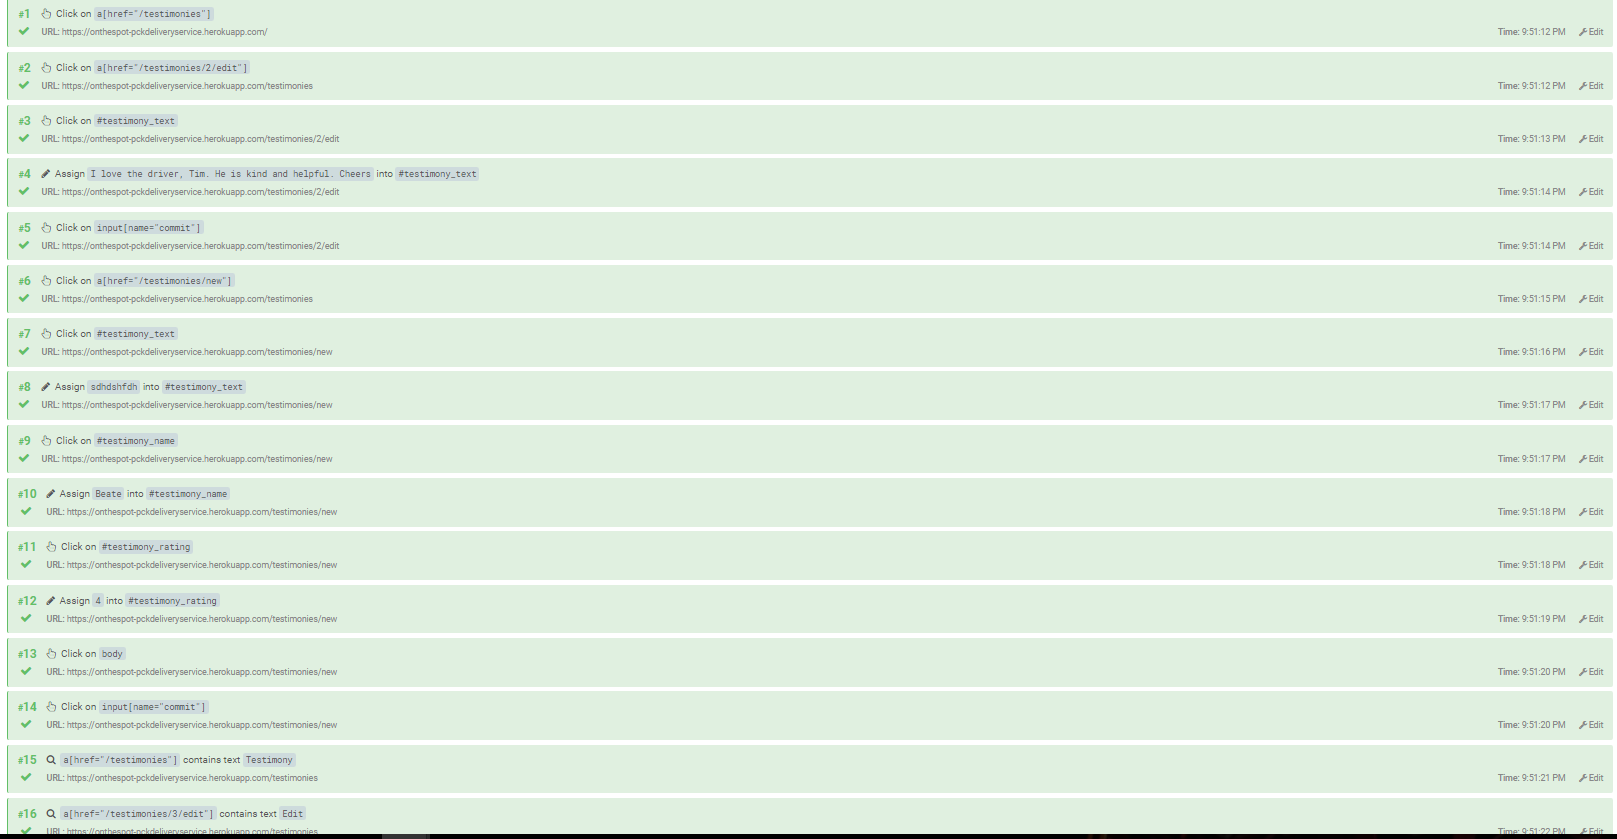 #1 Click on a[href="/testimonies"]
URL: https://onthespot-pckdeliveryservice.herokuapp.com/ Time: 9:51:12 PM Edit
#2 Click on a[href="/testimonies/2/edit"]
URL: https://onthespot-pckdeliveryservice.herokuapp.com/testimonies Time: 9:51:12 PM Edit
#3 Click on #testimony_text
URL: https://onthespot-pckdeliveryservice.herokuapp.com/testimonies/2/edit Time: 9:51:13 PM Edit
#4 Assign I love the driver, Tim. He is kind and helpful. Cheers into #testimony_text
URL: https://onthespot-pckdeliveryservice.herokuapp.com/testimonies/2/edit Time: 9:51:14 PM Edit
#5 Click on input[name="commit"]
URL: https://onthespot-pckdeliveryservice.herokuapp.com/testimonies/2/edit Time: 9:51:14 PM Edit
#6 Click on a[href="/testimonies/new"]
URL: https://onthespot-pckdeliveryservice.herokuapp.com/testimonies Time: 9:51:15 PM Edit
#7 Click on #testimony_text
URL: https://onthespot-pckdeliveryservice.herokuapp.com/testimonies/new Time: 9:51:16 PM Edit
#8 Assign sdhdshfdh into #testimony_text
URL: https://onthespot-pckdeliveryservice.herokuapp.com/testimonies/new Time: 9:51:17 PM Edit
#9 Click on #testimony_name
URL: https://onthespot-pckdeliveryservice.herokuapp.com/testimonies/new Time: 9:51:17 PM Edit
#10 Assign Beate into #testimony_name
URL: https://onthespot-pckdeliveryservice.herokuapp.com/testimonies/new Time: 9:51:18 PM Edit
#11 Click on #testimony_rating
URL: https://onthespot-pckdeliveryservice.herokuapp.com/testimonies/new Time: 9:51:18 PM Edit
#12 Assign 4 into #testimony_rating
URL: https://onthespot-pckdeliveryservice.herokuapp.com/testimonies/new Time: 9:51:19 PM Edit
#13 Click on body
URL: https://onthespot-pckdeliveryservice.herokuapp.com/testimonies/new Time: 9:51:20 PM Edit
#14 Click on input[name="commit"]
URL: https://onthespot-pckdeliveryservice.herokuapp.com/testimonies/new Time: 9:51:20 PM Edit
#15 a[href="/testimonies"] contains text Testimony
URL: https://onthespot-pckdeliveryservice.herokuapp.com/testimonies Time: 9:51:21 PM Edit
#16 a[href="/testimonies/3/edit"] contains text Edit
URL: https://onthespot-pckdeliveryservice.herokuapp.com/testimonies Time: 9:51:22 PM Edit